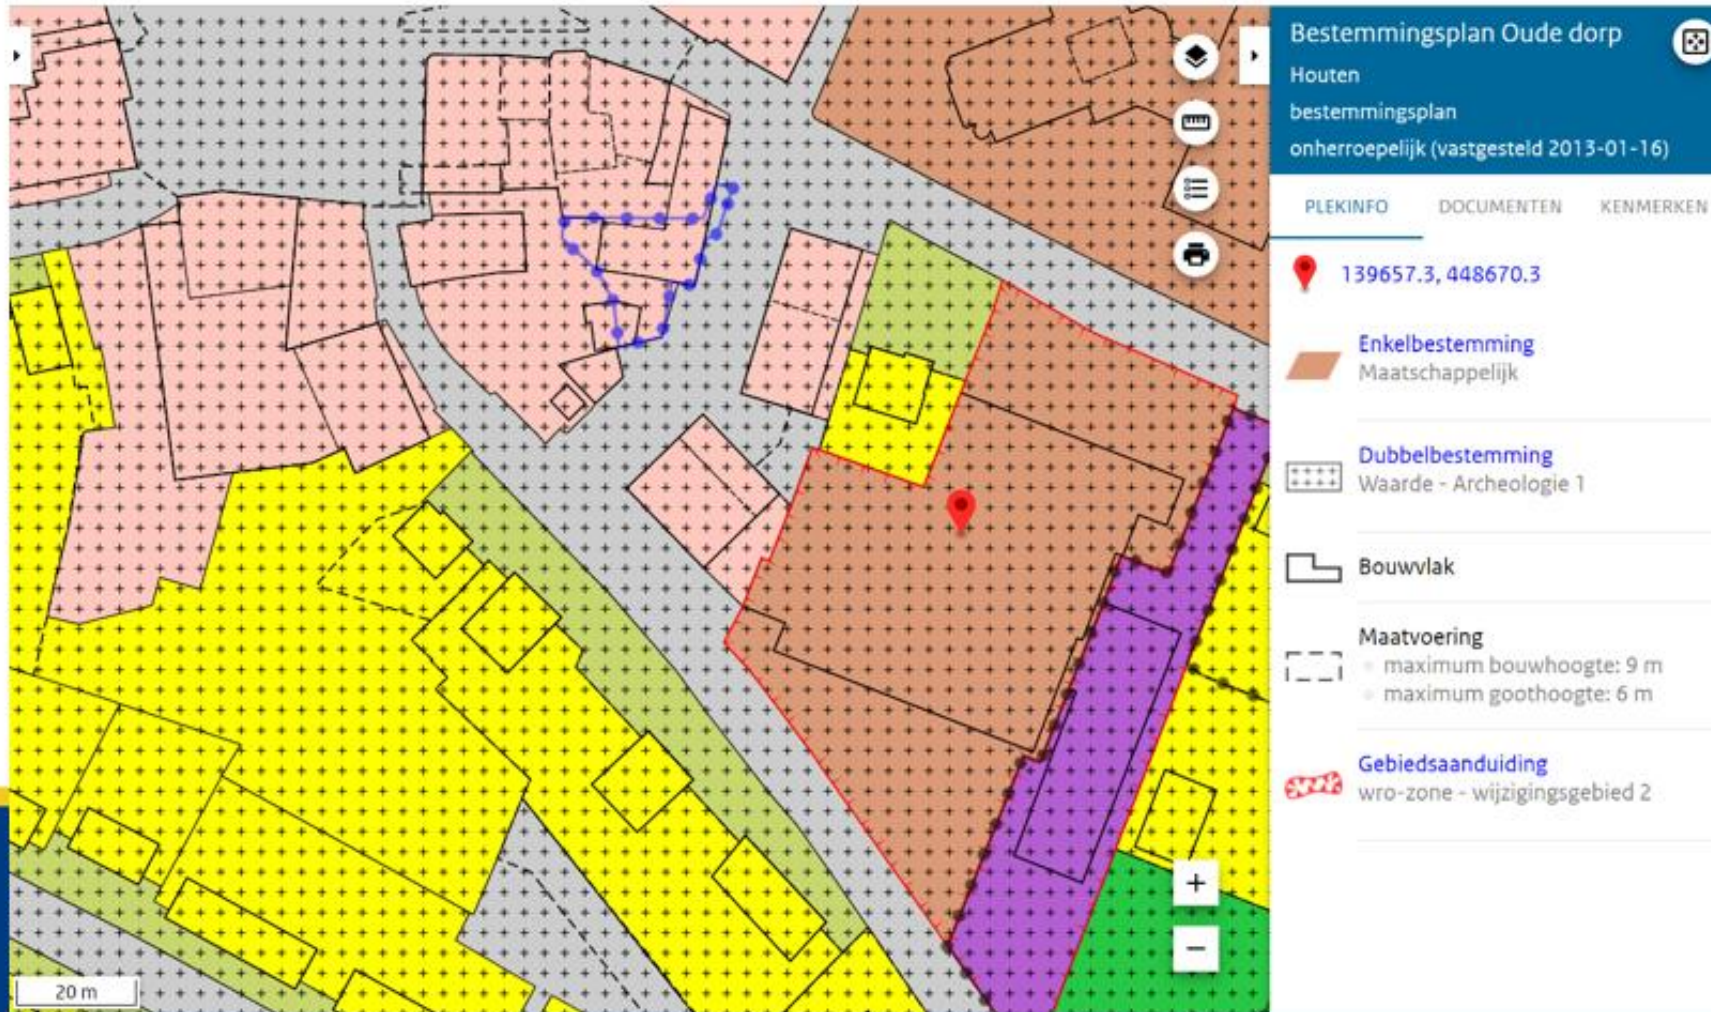 Bestemmingsplan Oude dorp
Houten
bestemmingsplan
onherroepelijk (vastgesteld 2013-01-16)
PLEKINFO DOCUMENTEN KENMERKEN
139657.3, 448670.3
Enkelbestemming
Maatschappelijk
Dubbelbestemming
Waarde - Archeologie 1
Bouwvlak
Maatvoering
maximum bouwhoogte: 9 m
maximum goothoogte: 6 m
Gebiedsaanduiding
wro-zone - wijzigingsgebied 2
+
−
20 m